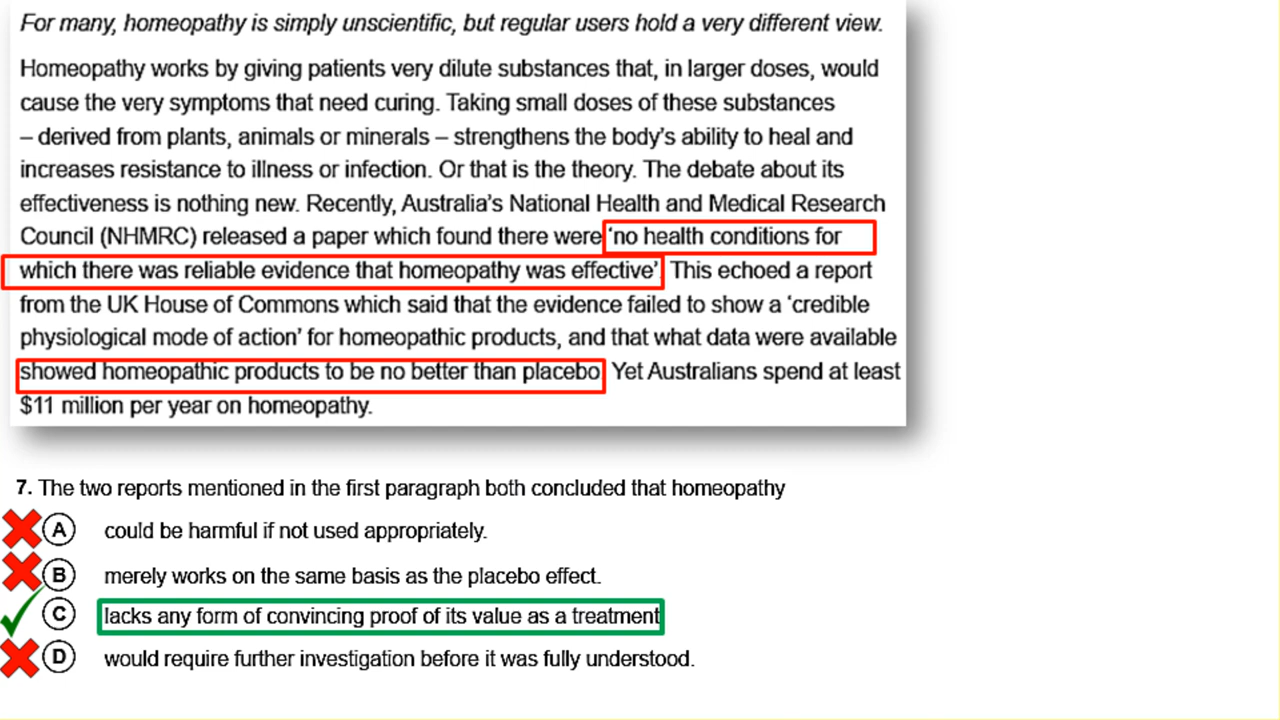 For many, homeopathy is simply unscientific, but regular users hold a very different view.
Homeopathy works by giving patients very dilute substances that, in larger doses, would
cause the very symptoms that need curing. Taking small doses of these substances
– derived from plants, animals or minerals – strengthens the body's ability to heal and
increases resistance to illness or infection. Or that is the theory. The debate about its
effectiveness is nothing new. Recently, Australia's National Health and Medical Research
Council (NHMRC) released a paper which found there were 'no health conditions for
which there was reliable evidence that homeopathy was effective'. This echoed a report
from the UK House of Commons which said that the evidence failed to show a 'credible
physiological mode of action' for homeopathic products, and that what data were available
showed homeopathic products to be no better than placebo. Yet Australians spend at least
$11 million per year on homeopathy.
7. The two reports mentioned in the first paragraph both concluded that homeopathy
A could be harmful if not used appropriately.
B merely works on the same basis as the placebo effect.
C lacks any form of convincing proof of its value as a treatment
D would require further investigation before it was fully understood.